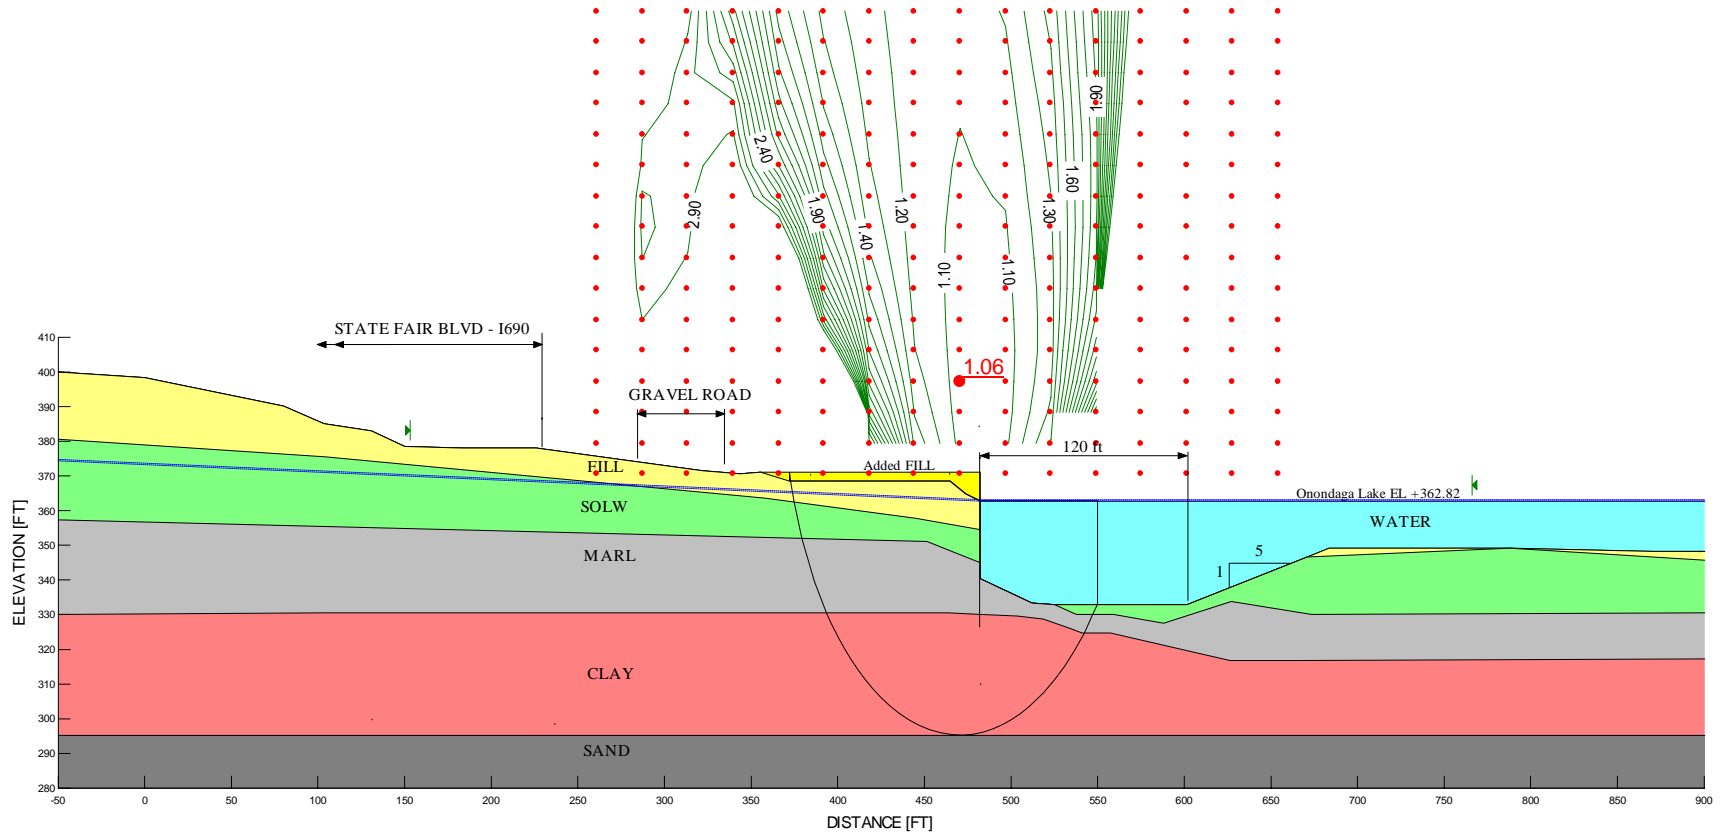 1.60
2.40
1.60
2.90
1.90
1.20
1.30
1.40
1.10
1.10
STATE FAIR BLVD - I690
410
400
1.06
GRAVEL ROAD
390
380
120 ft
370
FILL
Added FILL
Onondaga Lake EL +362.82
360
SOLW
WATER
350
MARL
5
340
1
330
320
CLAY
310
300
SAND
290
280
ELEVATION [FT]
-50 0 50 100 150 200 250 300 350 400 450 500 550 600 650 700 750 800 850 900
DISTANCE [FT]